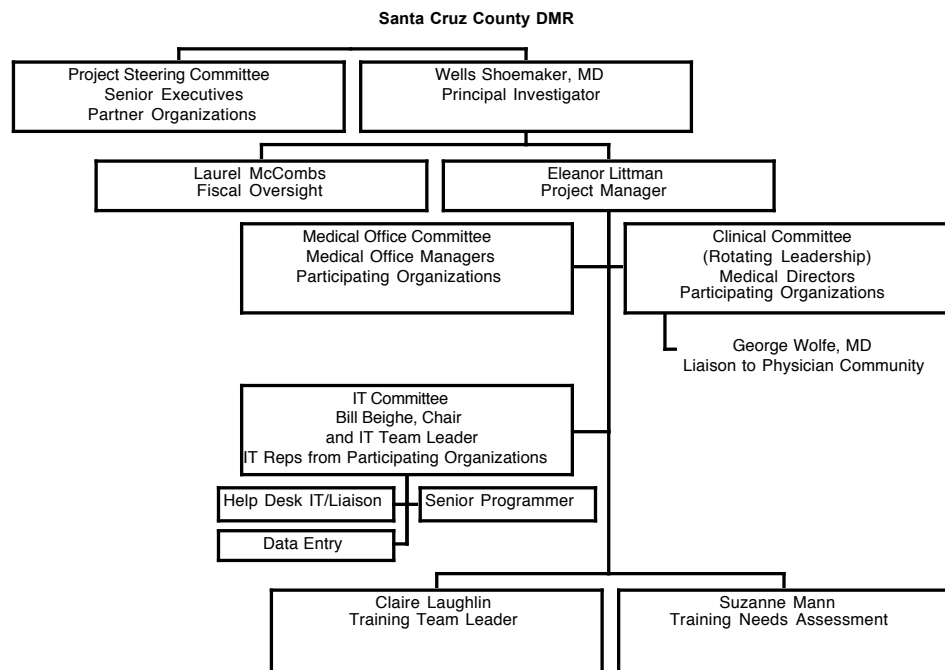 Santa Cruz County DMR
Project Steering Committee
Senior Executives
Partner Organizations
Wells Shoemaker, MD
Principal Investigator
Laurel McCombs
Fiscal Oversight
Eleanor Littman
Project Manager
Medical Office Committee
Medical Office Managers
Participating Organizations
Clinical Committee
(Rotating Leadership)
Medical Directors
Participating Organizations
George Wolfe, MD
Liaison to Physician Community
IT Committee
Bill Beighe, Chair
and IT Team Leader
IT Reps from Participating Organizations
Help Desk IT/Liaison
Senior Programmer
Data Entry
Claire Laughlin
Training Team Leader
Suzanne Mann
Training Needs Assessment